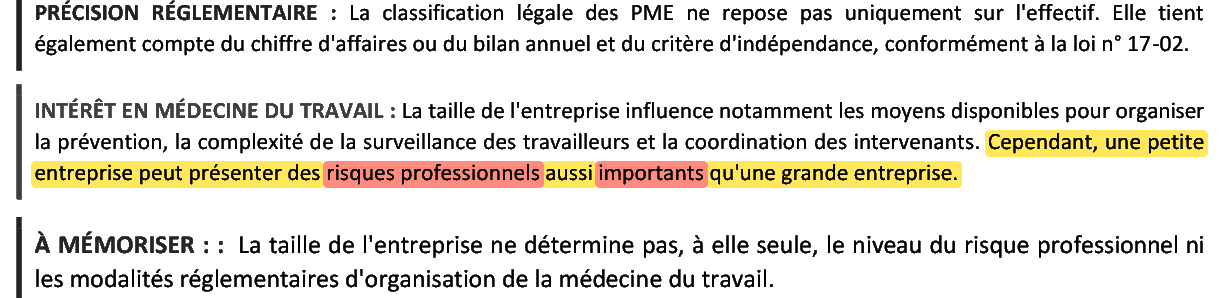 PRÉCISION RÉGLEMENTAIRE : La classification légale des PME ne repose pas uniquement sur l'effectif. Elle tient
également compte du chiffre d'affaires ou du bilan annuel et du critère d'indépendance, conformément à la loi n° 17-02.
INTÉRÊT EN MÉDECINE DU TRAVAIL : La taille de l'entreprise influence notamment les moyens disponibles pour organiser
la prévention, la complexité de la surveillance des travailleurs et la coordination des intervenants. Cependant, une petite
entreprise peut présenter des risques professionnels aussi importants qu'une grande entreprise.
À MÉMORISER : : La taille de l'entreprise ne détermine pas, à elle seule, le niveau du risque professionnel ni
les modalités réglementaires d'organisation de la médecine du travail.